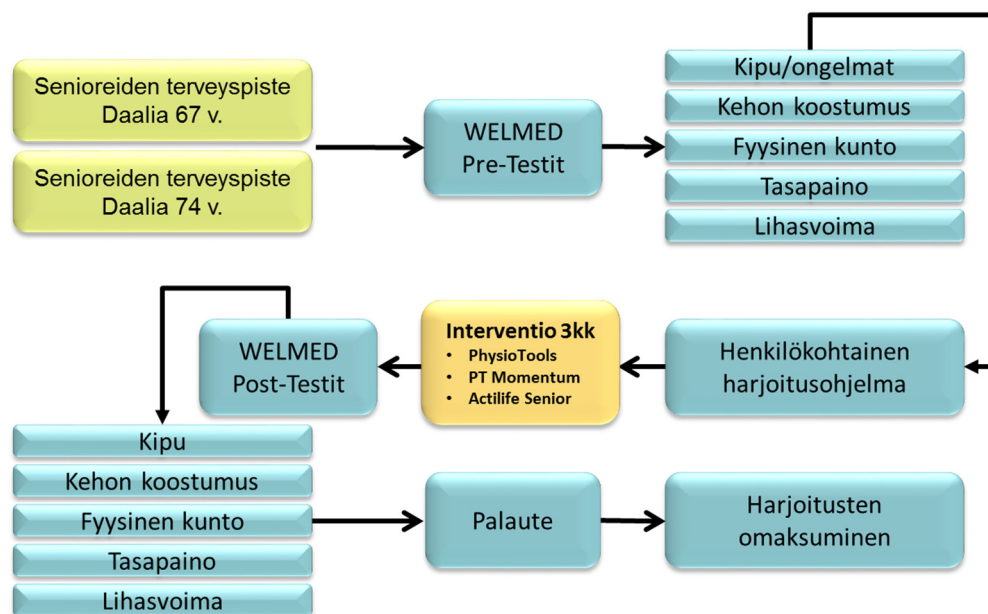 Senioreiden terveyspiste
Daalia 67 v.
Senioreiden terveyspiste
Daalia 74 v.
WELMED
Pre-Testit
Kipu/ongelmat
Kehon koostumus
Fyysinen kunto
Tasapaino
Lihasvoima
Henkilökohtainen
harjoitusohjelma
Interventio 3kk
• PhysioTools
• PT Momentum
• Actilife Senior
WELMED
Post-Testit
Kipu
Kehon koostumus
Fyysinen kunto
Tasapaino
Lihasvoima
Palaute
Harjoitusten
omaksuminen